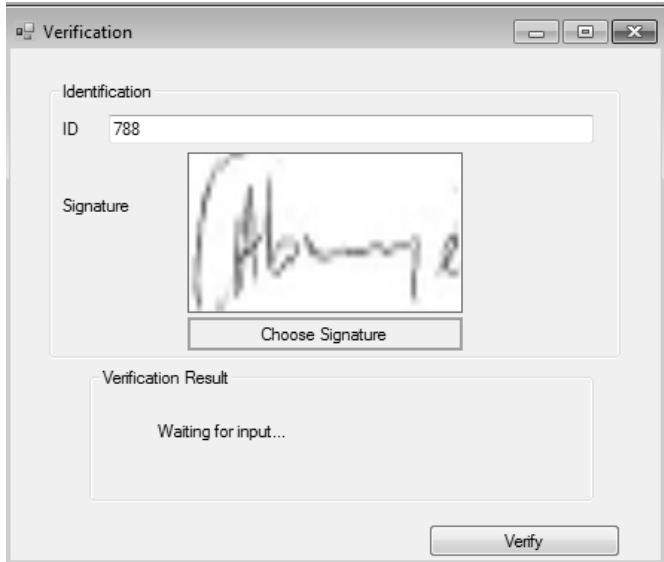 Verification
Identification
ID 788
Signature
Choose Signature
Verification Result
Waiting for input...
Verify